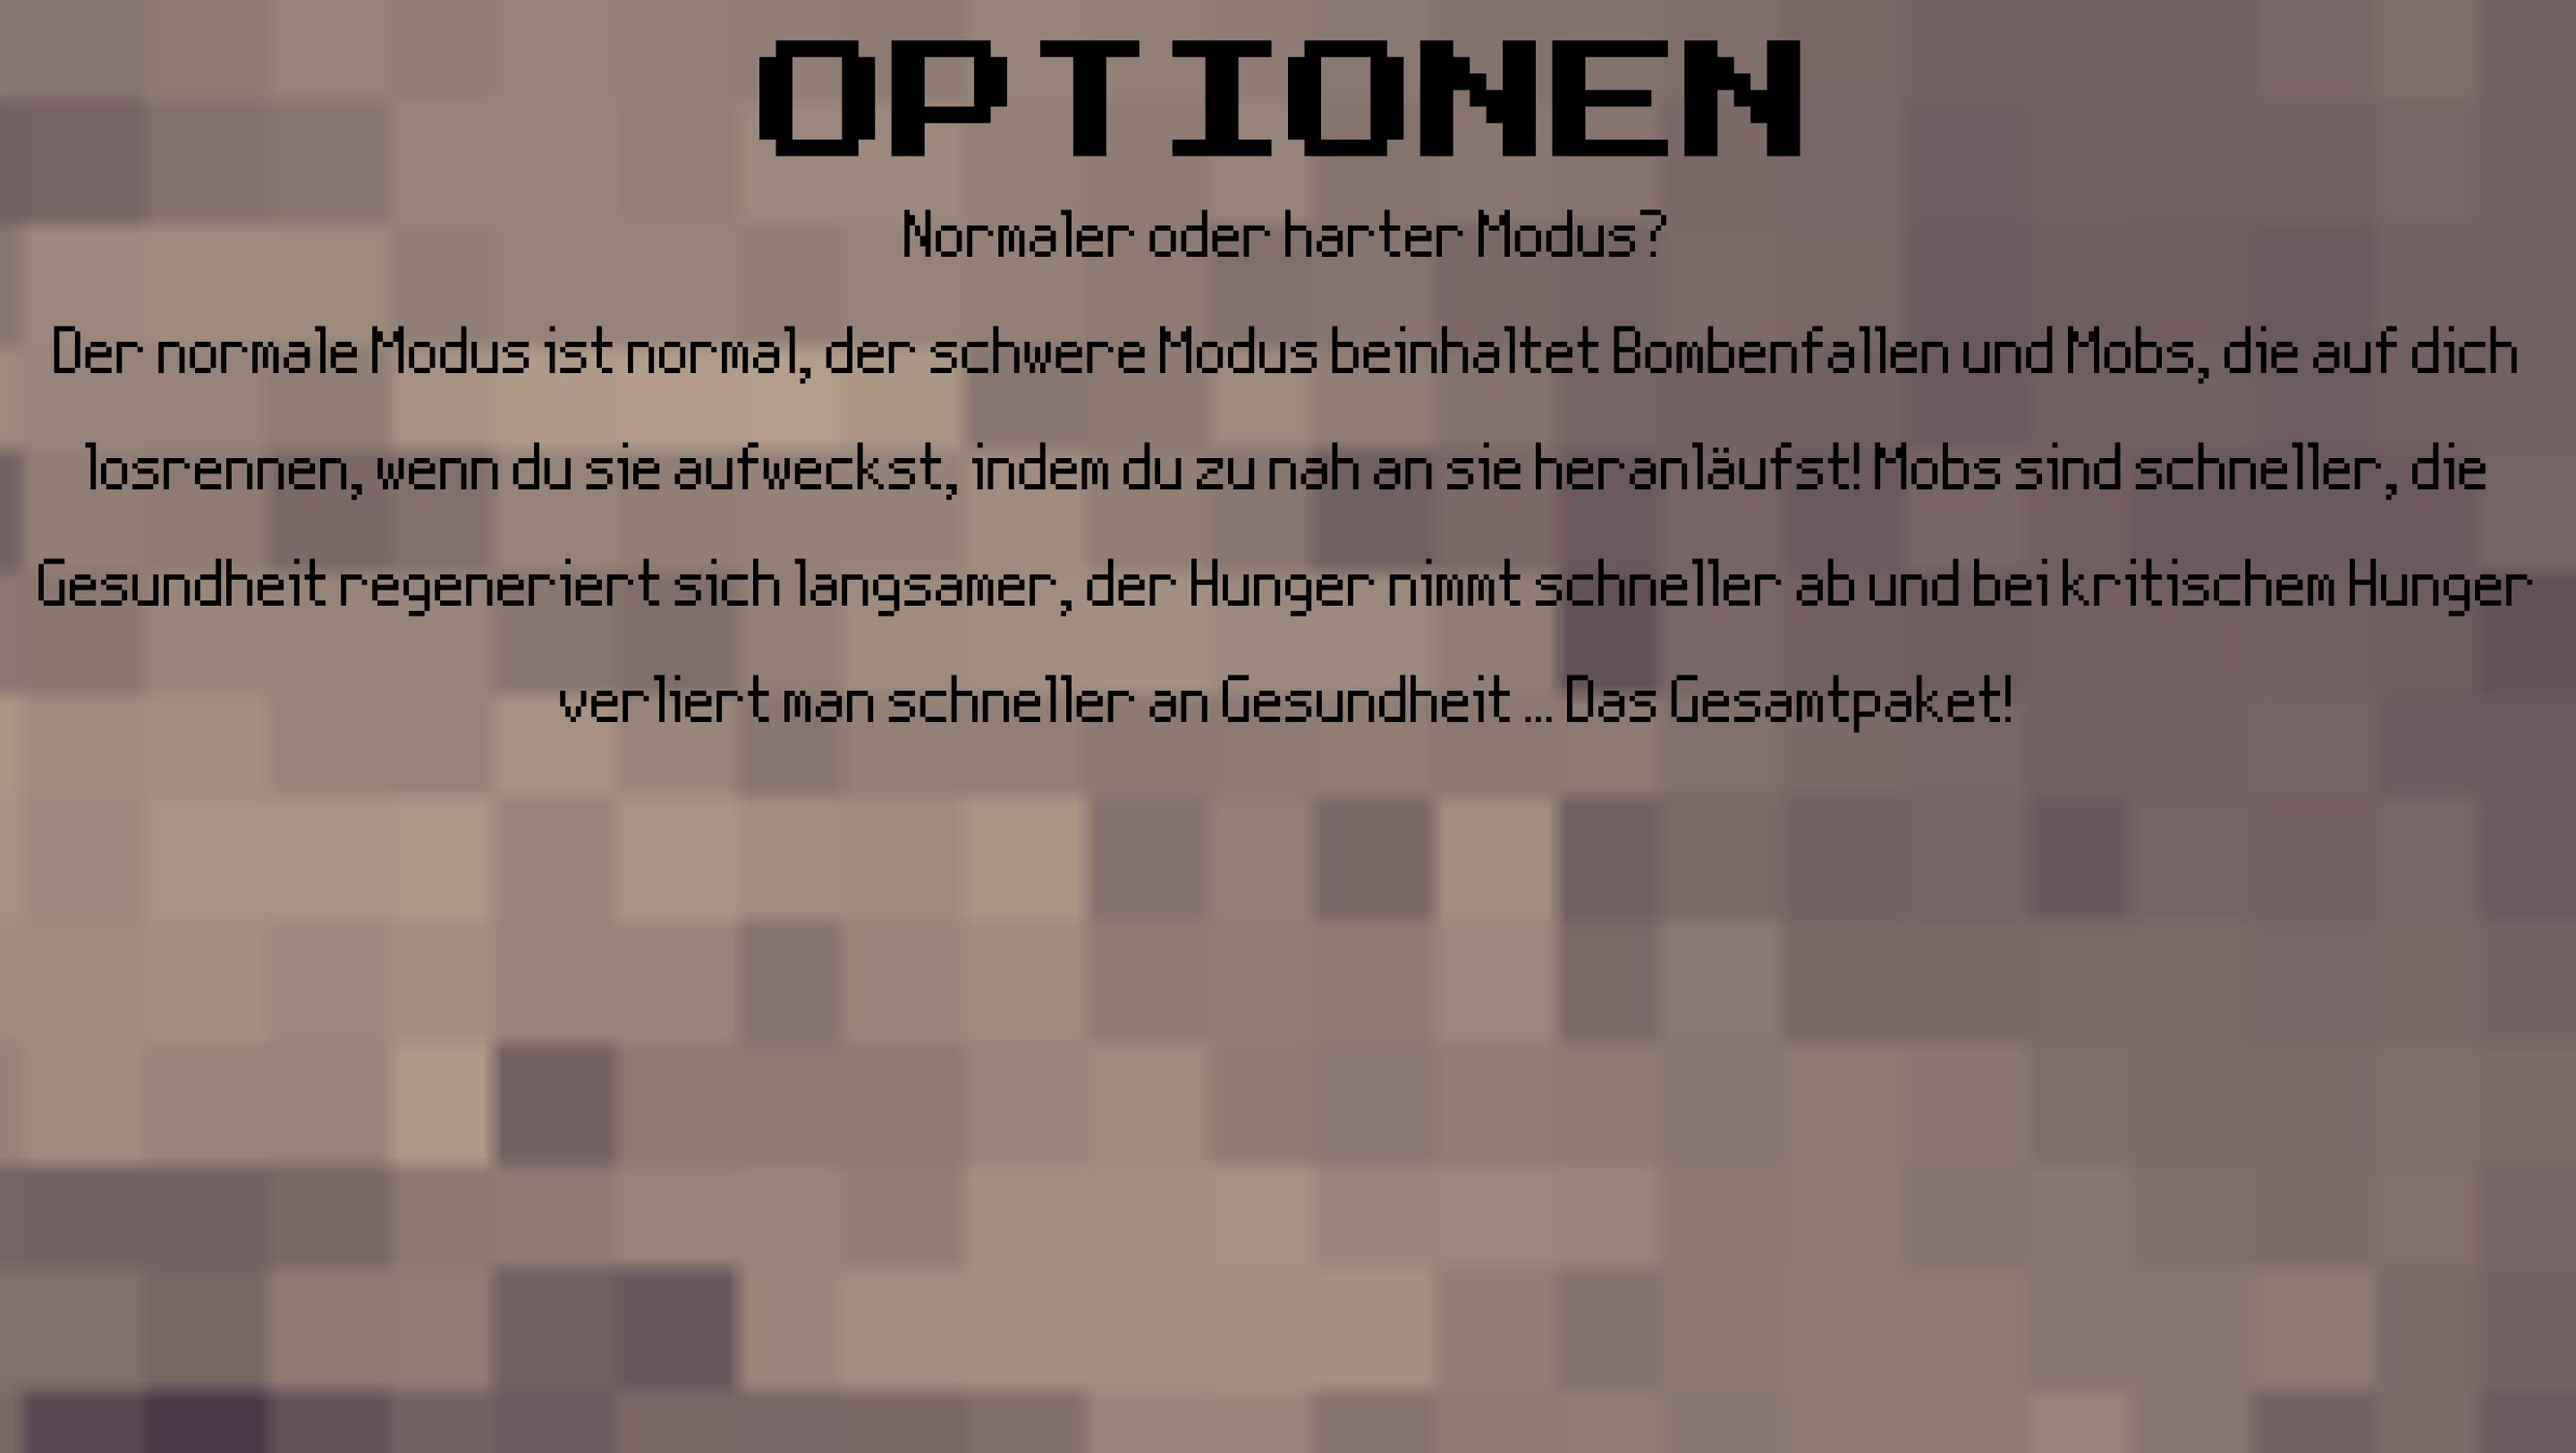 OPTIONEN
Normaler oder harter Modus?
Der normale Modus ist normal, der schwere Modus beinhaltet Bombenfallen und Mobs, die auf dich
losrennen, wenn du sie aufweckst, indem du zu nah an sie heranläufst! Mobs sind schneller, die
Gesundheit regeneriert sich langsamer, der Hunger nimmt schneller ab und bei kritischem Hunger
verliert man schneller an Gesundheit ... Das Gesamtpaket!